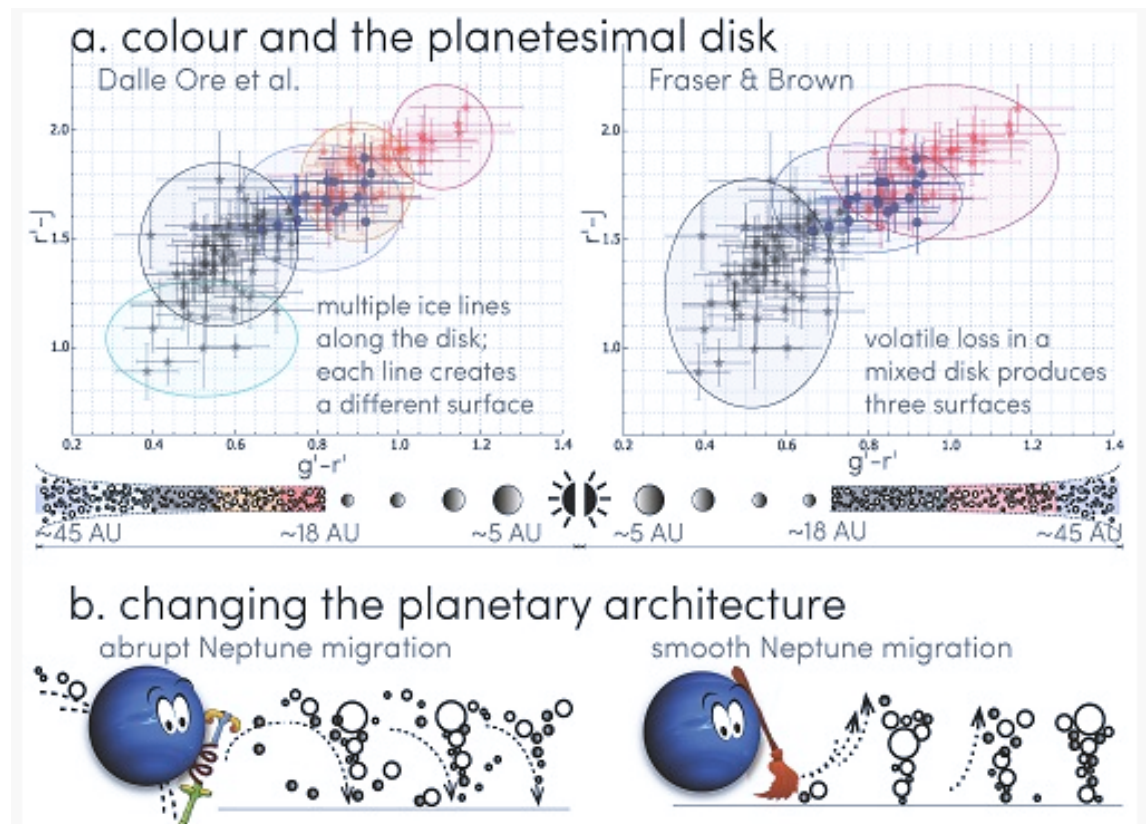 a. colour and the planetesimal disk
Dalle Ore et al.
Fraser & Brown
2.0
1.5
1.0
r'-J
multiple ice lines
along the disk;
each line creates
a different surface
0.2 0.4 0.6 0.8 1.0 1.2 1.4
g'-r'
2.0
1.5
1.0
r'-J
volatile loss in a
mixed disk produces
three surfaces
0.2 0.4 0.6 0.8 1.0 1.2 1.4
g'-r'
~45 AU ~18 AU ~5 AU ~5 AU ~18 AU ~45 AU
b. changing the planetary architecture
abrupt Neptune migration
smooth Neptune migration